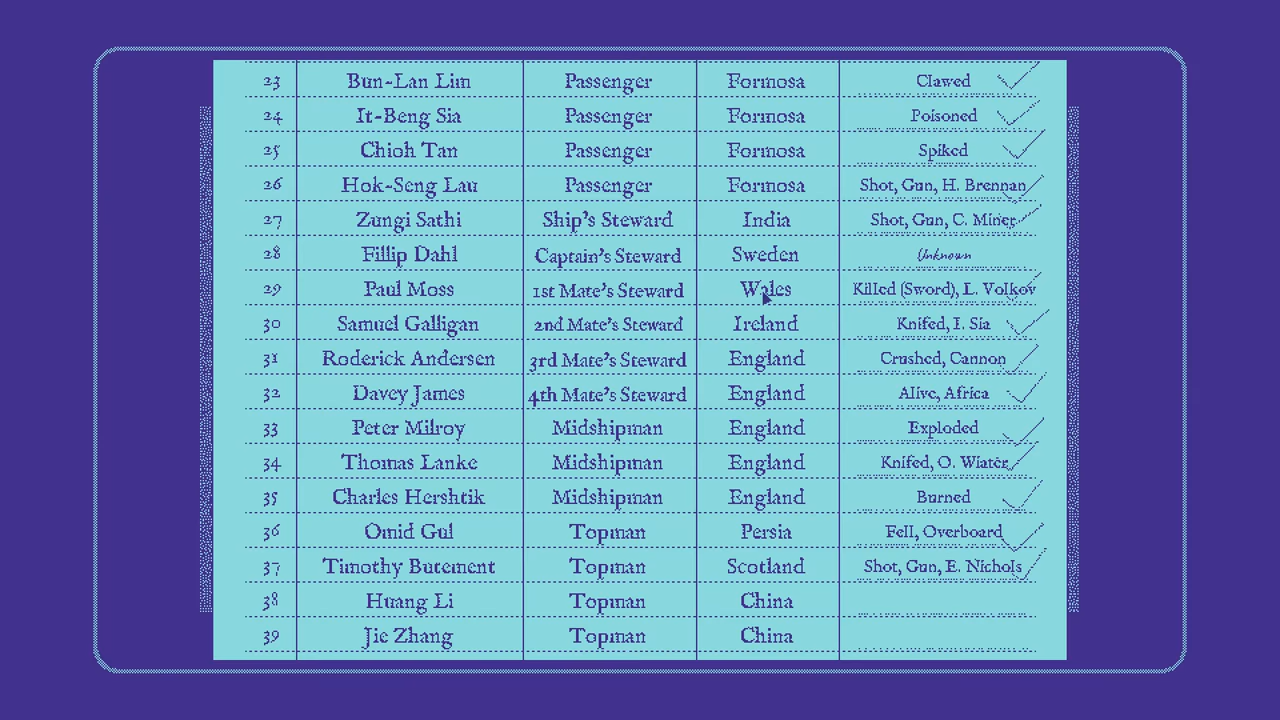 23 Bun-Lan Lim Passenger Formosa Clawed
24 It-Beng Sia Passenger Formosa Poisoned
25 Chioh Tan Passenger Formosa Spiked
26 Hok-Seng Lau Passenger Formosa Shot, Gun, H. Brennan
27 Zungi Sathi Ship's Steward India Shot, Gun, C. Miner
28 Fillip Dahl Captain's Steward Sweden Unknown
29 Paul Moss 1st Mate's Steward Wales Killed (Sword), L. Volkov
30 Samuel Galligan 2nd Mate's Steward Ireland Knifed, I. Sia
31 Roderick Andersen 3rd Mate's Steward England Crushed, Cannon
32 Davey James 4th Mate's Steward England Alive, Africa
33 Peter Milroy Midshipman England Exploded
34 Thomas Lanke Midshipman England Knifed, O. Wiater
35 Charles Hershtik Midshipman England Burned
36 Omid Gul Topman Persia Fell, Overboard
37 Timothy Butement Topman Scotland Shot, Gun, E. Nichols
38 Huang Li Topman China
39 Jie Zhang Topman China